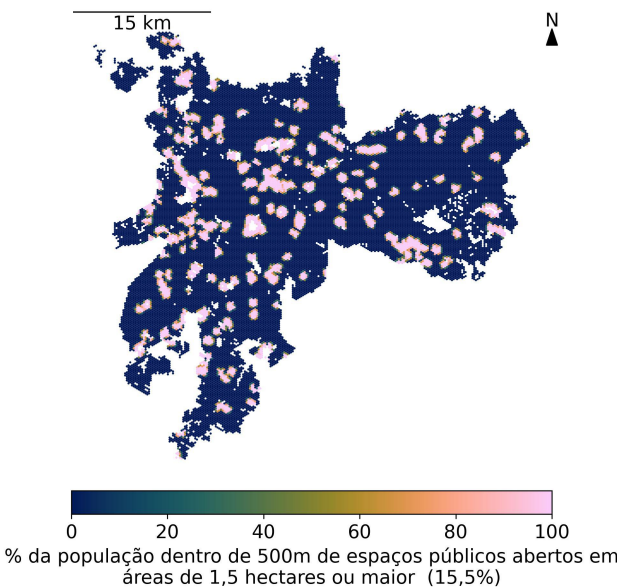 15 km
N
0 20 40 60 80 100
% da população dentro de 500m de espaços públicos abertos em
áreas de 1,5 hectares ou maior (15,5%)